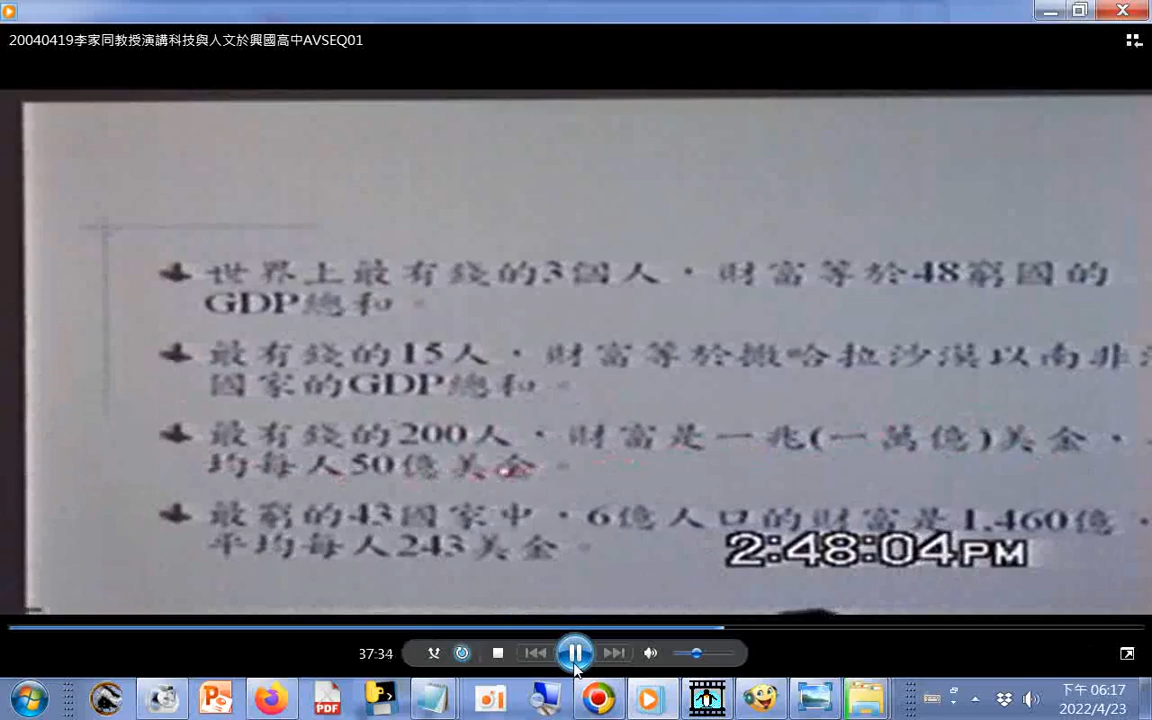 20040419李家同教授演講科技與人文於興國高中AVSEQ01
世界上最有錢的3個人，財富等於48窮國的
GDP總和。
最有錢的15人，財富等於撒哈拉沙漠以南非
國家的GDP總和。
最有錢的200人，財富是一兆(一萬億)美金，
均每人50億美金。
最窮的43國家中，6億人口的財富是1,460億，
平均每人243美金。
2:48:04PM
37:34
PDF
下午 06:17
2022/4/23